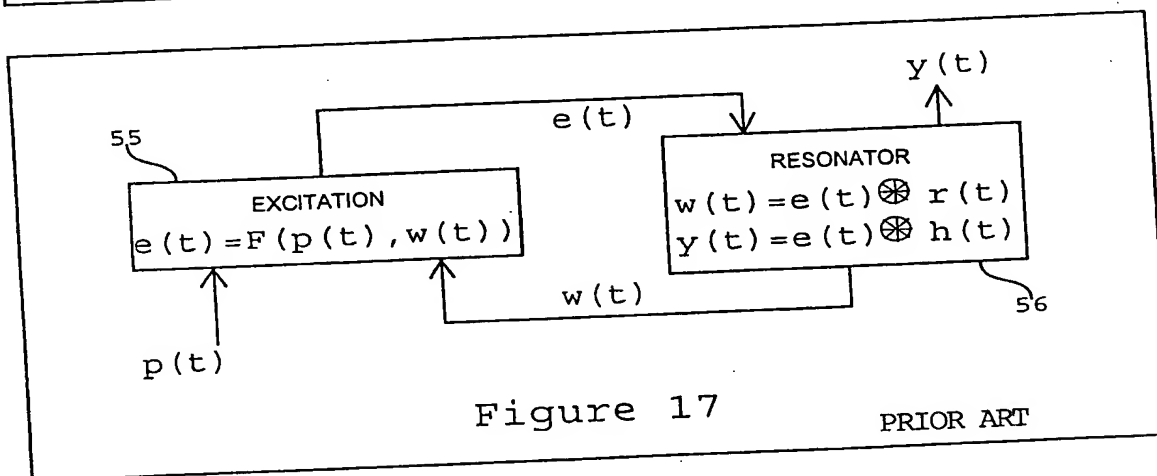 y(t)
e(t)
55
RESONATOR
w(t)=e(t)⊛ r(t)
y(t)=e(t)⊛ h(t)
EXCITATION
e(t)=F(p(t),w(t))
w(t)
56
p(t)
Figure 17
PRIOR ART